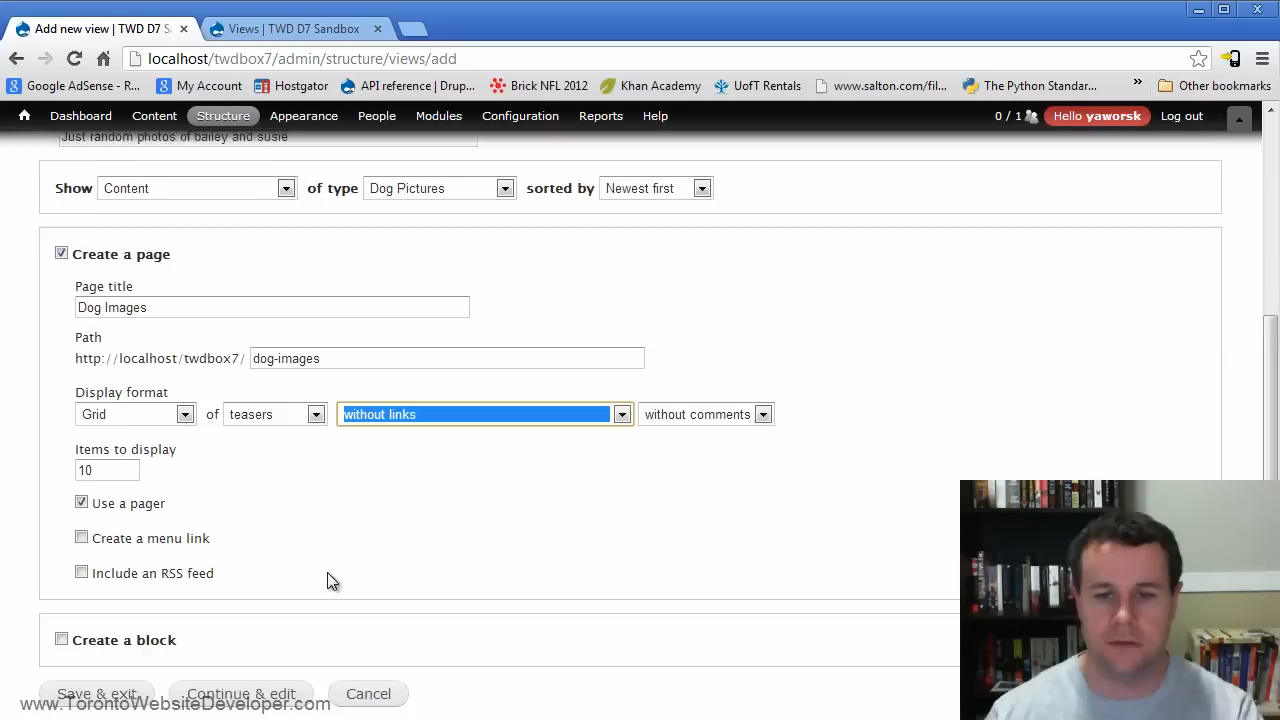 Add new view | TWD D7 S
Views | TWD D7 Sandbox
localhost/twdbox7/admin/structure/views/add
Google AdSense - R...
My Account
Hostgator
API reference | Drup...
Brick NFL 2012
Khan Academy
UofT Rentals
www.salton.com/fil...
The Python Standar...
Other bookmarks
Dashboard Content Structure Appearance People Modules Configuration Reports Help 0 / 1 Hello yaworsk Log out
Just random photos of bailey and susie
Show Content of type Dog Pictures sorted by Newest first
Create a page
Page title
Dog Images
Path
http://localhost/twdbox7/ dog-images
Display format
Grid of teasers without links without comments
Items to display
10
Use a pager
Create a menu link
Include an RSS feed
Create a block
Save & exit Continue & edit Cancel
www.TorontoWebsiteDeveloper.com